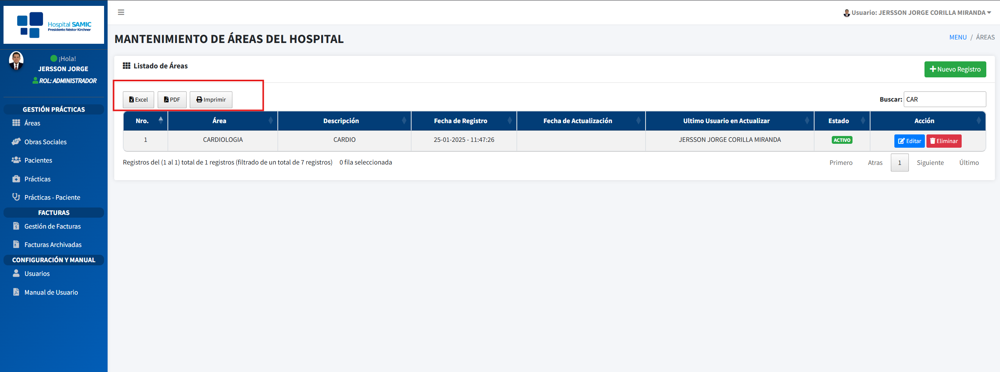 Hospital SAMIC
Presidente Néstor Kirchner
¡Hola!
JERSSON JORGE
ROL: ADMINISTRADOR
GESTIÓN PRÁCTICAS
Áreas
Obras Sociales
Pacientes
Prácticas
Prácticas - Paciente
FACTURAS
Gestión de Facturas
Facturas Archivadas
CONFIGURACIÓN Y MANUAL
Usuarios
Manual de Usuario
Usuario: JERSSON JORGE CORILLA MIRANDA
MANTENIMIENTO DE ÁREAS DEL HOSPITAL
MENU / ÁREAS
Listado de Áreas
Nuevo Registro
Excel PDF Imprimir
Buscar: CAR
Nro. Área Descripción Fecha de Registro Fecha de Actualización Ultimo Usuario en Actualizar Estado Acción
1 CARDIOLOGIA CARDIO 25-01-2025 - 11:47:26 JERSSON JORGE CORILLA MIRANDA ACTIVO Editar Eliminar
Registros del (1 al 1) total de 1 registros (filtrado de un total de 7 registros) 0 fila seleccionada
Primero Atras 1 Siguiente Último